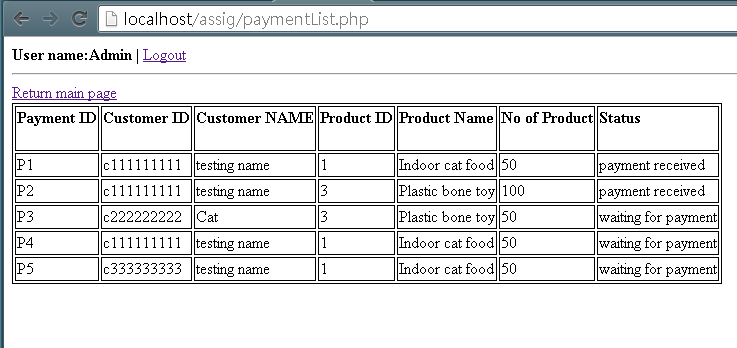 localhost/assig/paymentList.php
User name:Admin | Logout
Return main page
Payment ID Customer ID Customer NAME Product ID Product Name No of Product Status
P1 c111111111 testing name 1 Indoor cat food 50 payment received
P2 c111111111 testing name 3 Plastic bone toy 100 payment received
P3 c222222222 Cat 3 Plastic bone toy 50 waiting for payment
P4 c111111111 testing name 1 Indoor cat food 50 waiting for payment
P5 c333333333 testing name 1 Indoor cat food 50 waiting for payment